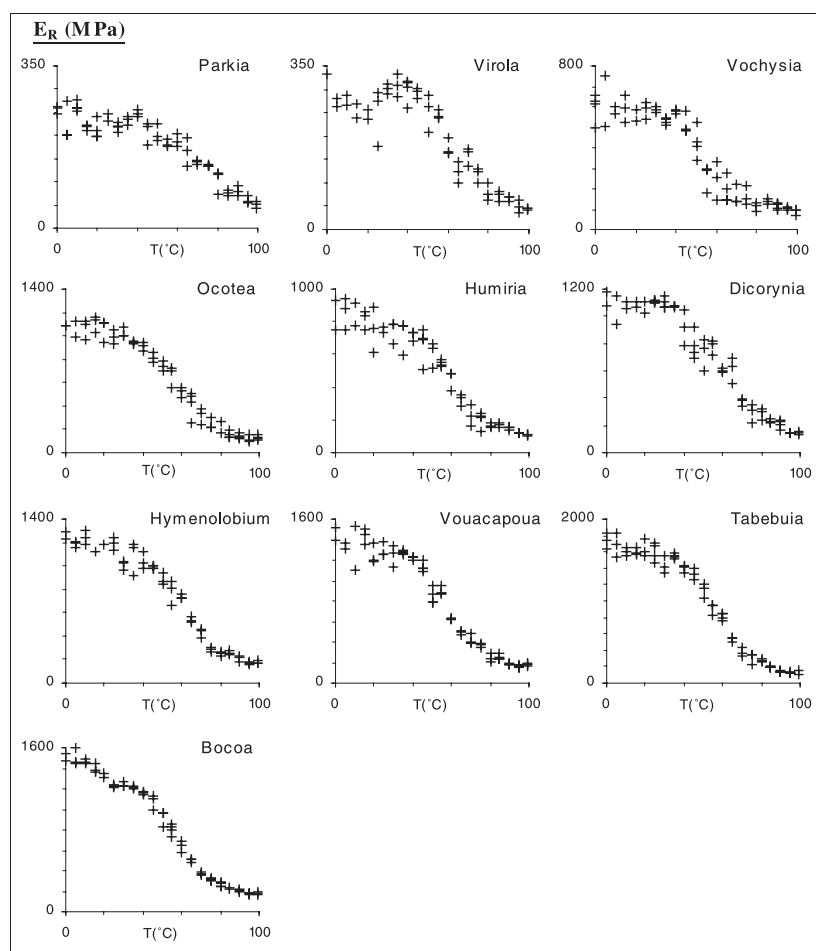 E_R (MPa)
350 Parkia
0
0 100
T(°C)
350 Virola
0
0 100
T(°C)
800 Vochysia
0
0 100
T(°C)
1400 Ocotea
0
0 100
T(°C)
1000 Humiria
0
0 100
T(°C)
1200 Dicorynia
0
0 100
T(°C)
1400 Hymenolobium
0
0 100
T(°C)
1600 Vouacapoua
0
0 100
T(°C)
2000 Tabebuia
0
0 100
T(°C)
1600 Bocoa
0
0 100
T(°C)